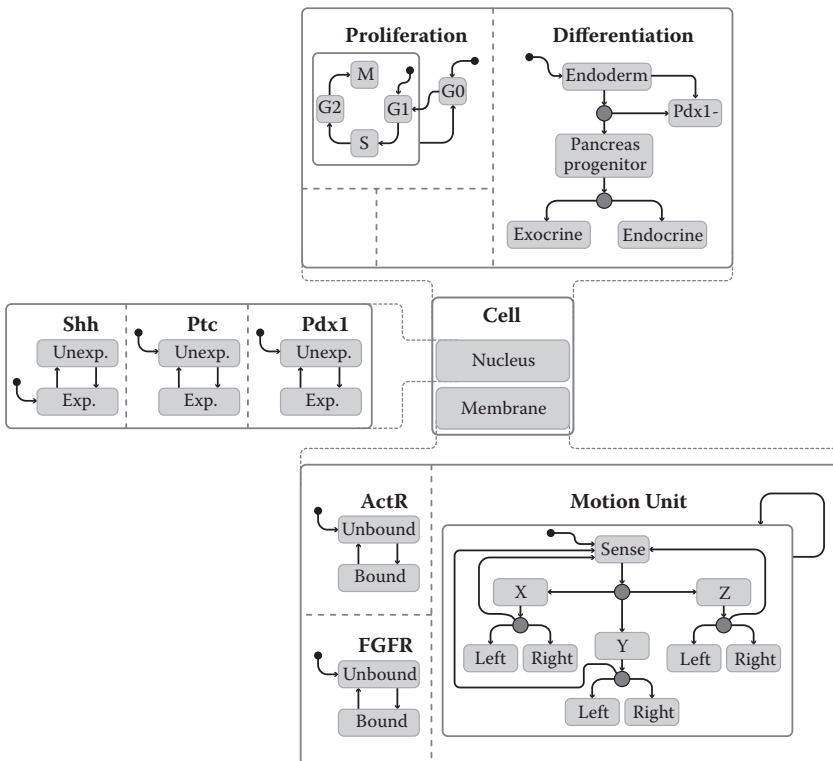 Proliferation
Differentiation
M
G2
G1
G0
S
Endoderm
Pdx1-
Pancreas
progenitor
Exocrine
Endocrine
Shh
Ptc
Pdx1
Unexp.
Unexp.
Unexp.
Exp.
Exp.
Exp.
Cell
Nucleus
Membrane
ActR
Unbound
Bound
FGFR
Unbound
Bound
Motion Unit
Sense
X
Z
Y
Left
Right
Left
Right
Left
Right